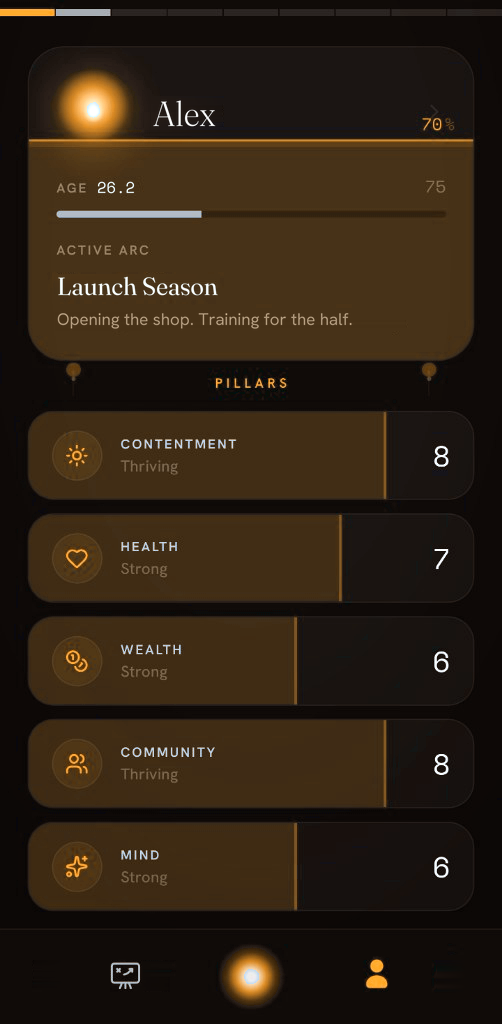 Alex
70%
AGE 26.2 75
ACTIVE ARC
Launch Season
Opening the shop. Training for the half.
PILLARS
CONTENTMENT
Thriving
8
HEALTH
Strong
7
WEALTH
Strong
6
COMMUNITY
Thriving
8
MIND
Strong
6